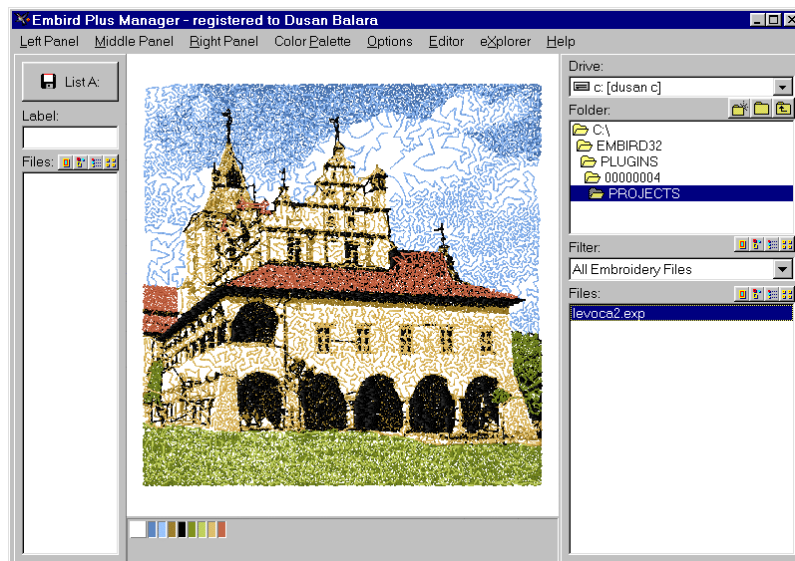 Embird Plus Manager - registered to Dusan Balara
Left Panel Middle Panel Right Panel Color Palette Options Editor eXplorer Help
List A:
Label:
Files:
Drive:
c: [dusan c]
Folder:
C:\
EMBIRD32
PLUGINS
00000004
PROJECTS
Filter:
All Embroidery Files
Files:
levoca2.exp